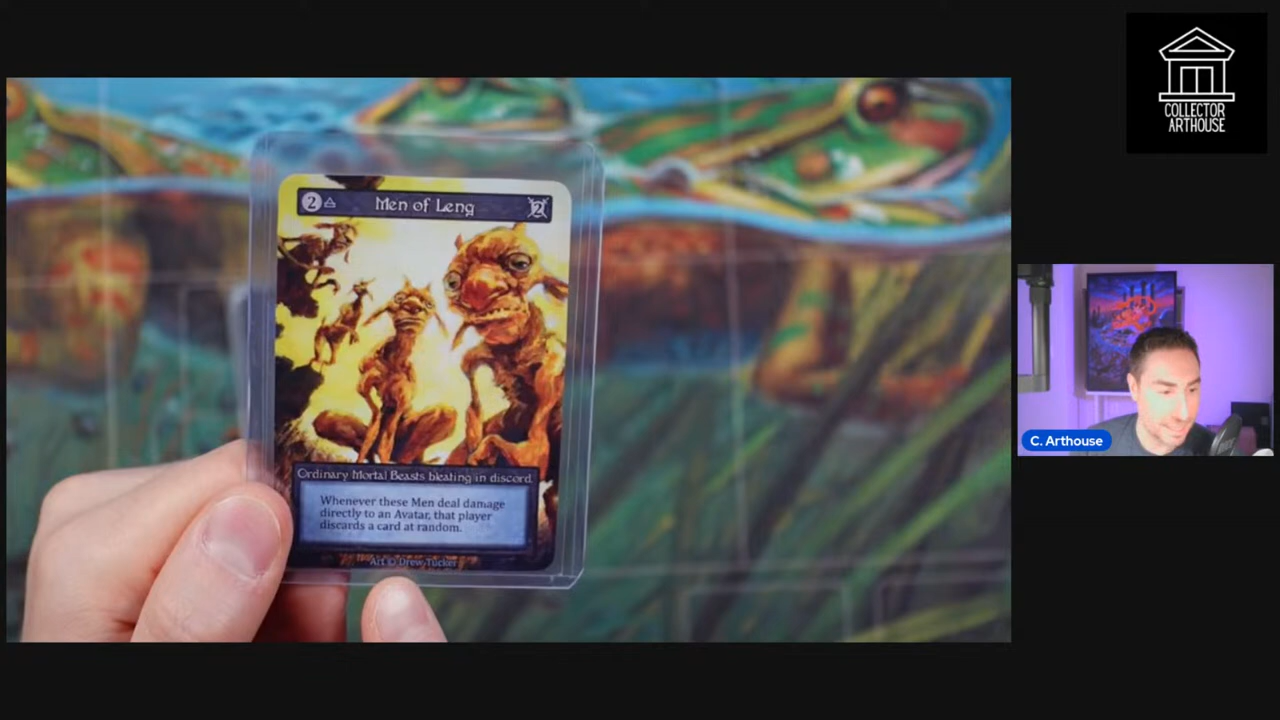 COLLECTOR
ARTHOUSE
2 Men of Leng 2
Ordinary Mortal Beasts bleating in discord
Whenever these Men deal damage
directly to an Avatar, that player
discards a card at random.
Art © Drew Tucker
C. Arthouse